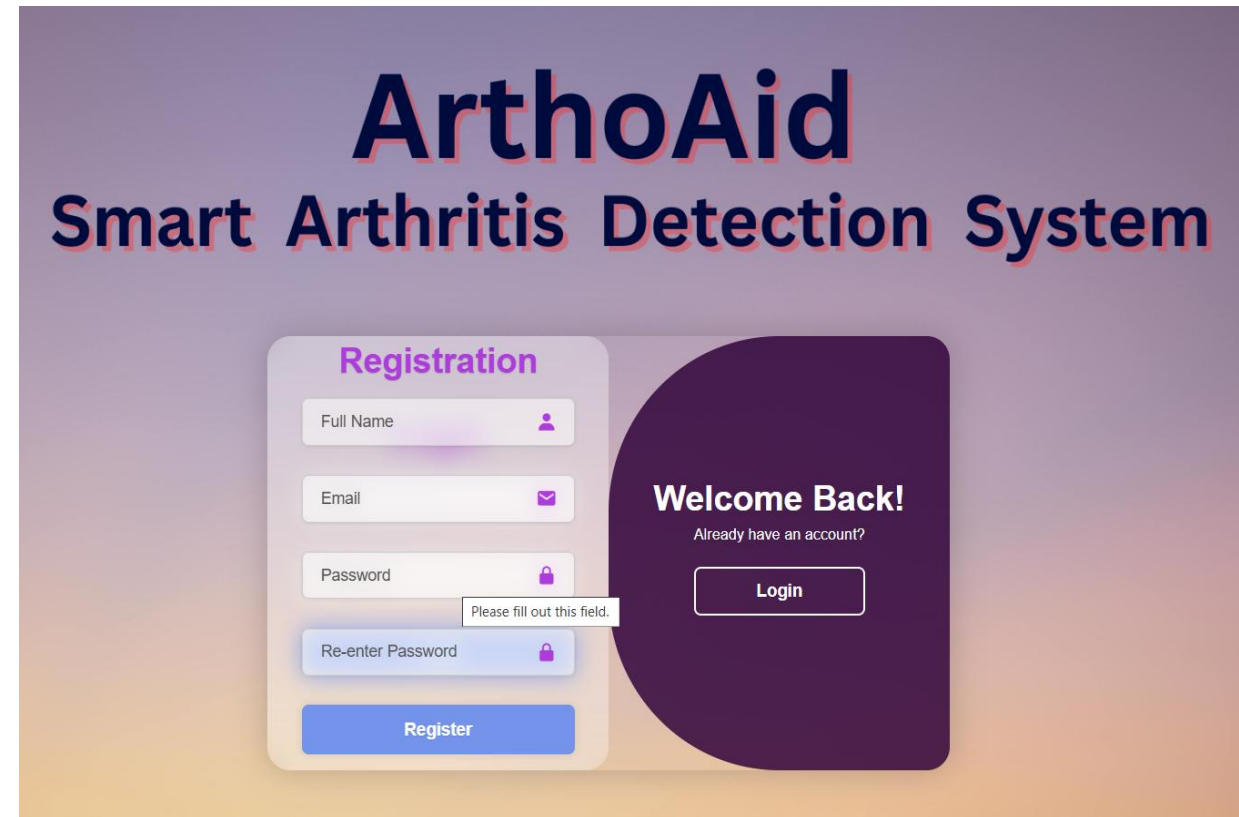 ArthoAid
Smart Arthritis Detection System
Registration
Full Name
Email
Password
Please fill out this field.
Re-enter Password
Register
Welcome Back!
Already have an account?
Login